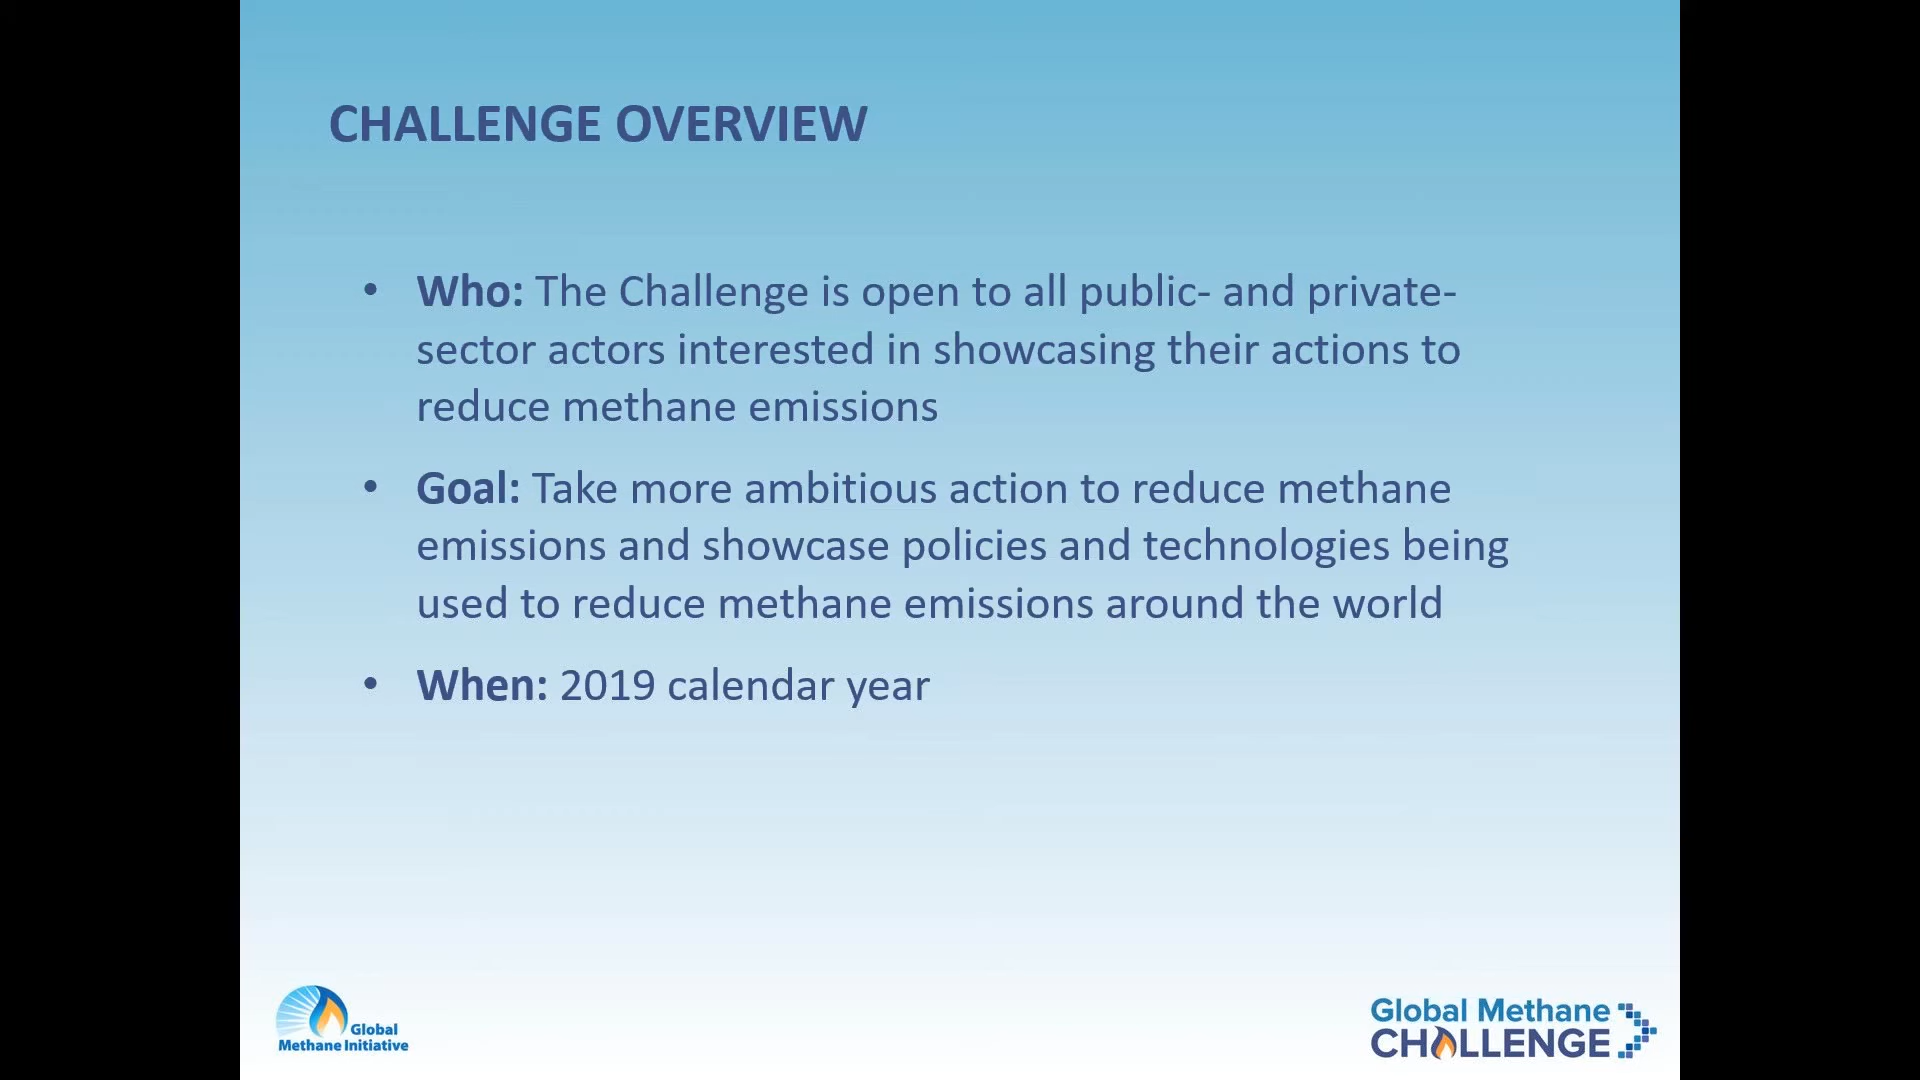 CHALLENGE OVERVIEW
• Who: The Challenge is open to all public- and private-
sector actors interested in showcasing their actions to
reduce methane emissions
• Goal: Take more ambitious action to reduce methane
emissions and showcase policies and technologies being
used to reduce methane emissions around the world
• When: 2019 calendar year
Global
Methane Initiative
Global Methane
CHALLENGE